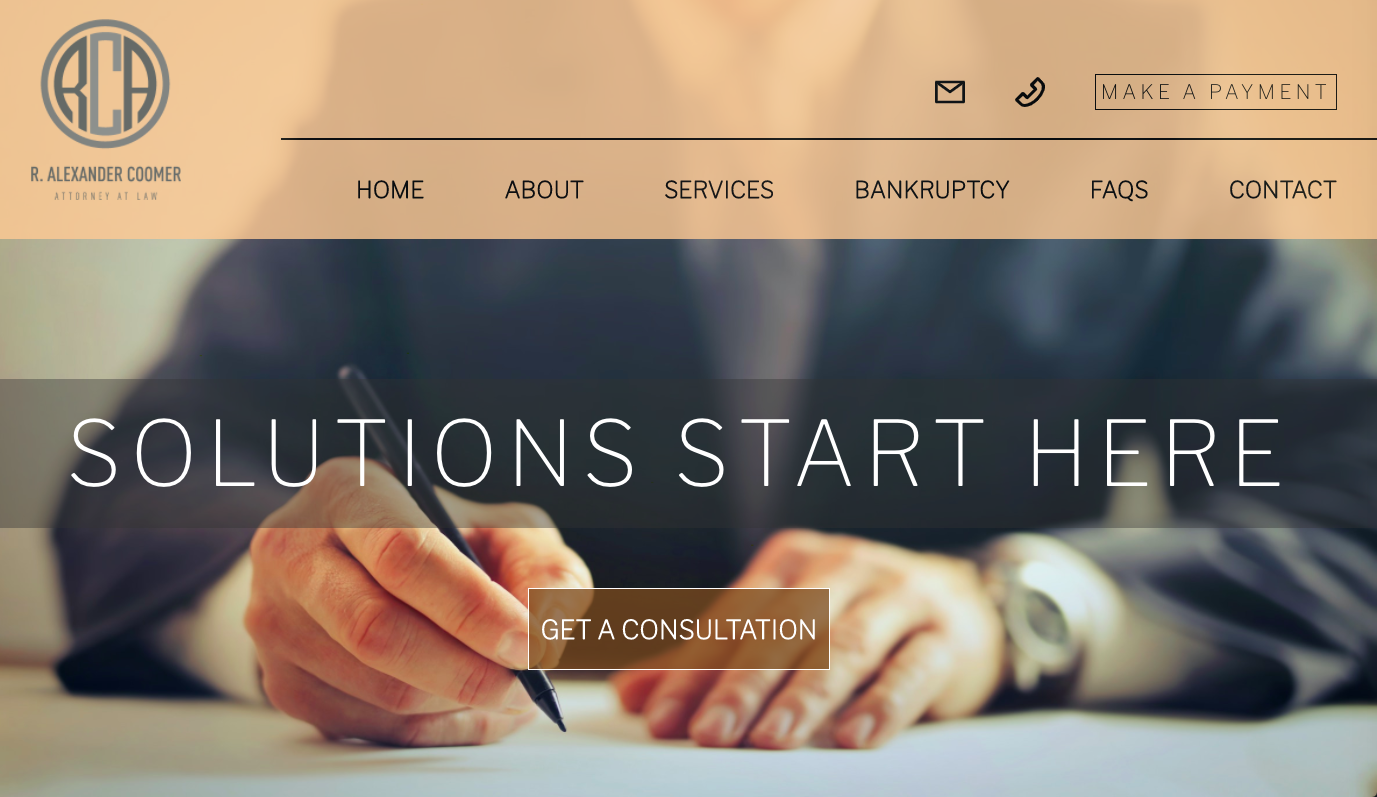 RCA
R. ALEXANDER COOMER
ATTORNEY AT LAW
MAKE A PAYMENT
HOME ABOUT SERVICES BANKRUPTCY FAQS CONTACT
SOLUTIONS START HERE
GET A CONSULTATION